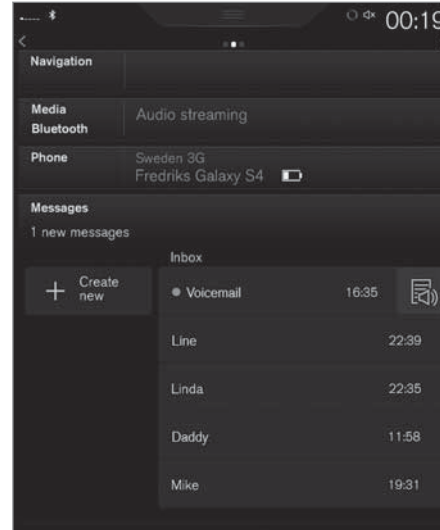 00:19
Navigation
Media
Bluetooth
Audio streaming
Phone
Sweden 3G
Fredriks Galaxy S4
Messages
1 new messages
Inbox
Create
new
Voicemail 16:35
Line 22:39
Linda 22:35
Daddy 11:58
Mike 19:31